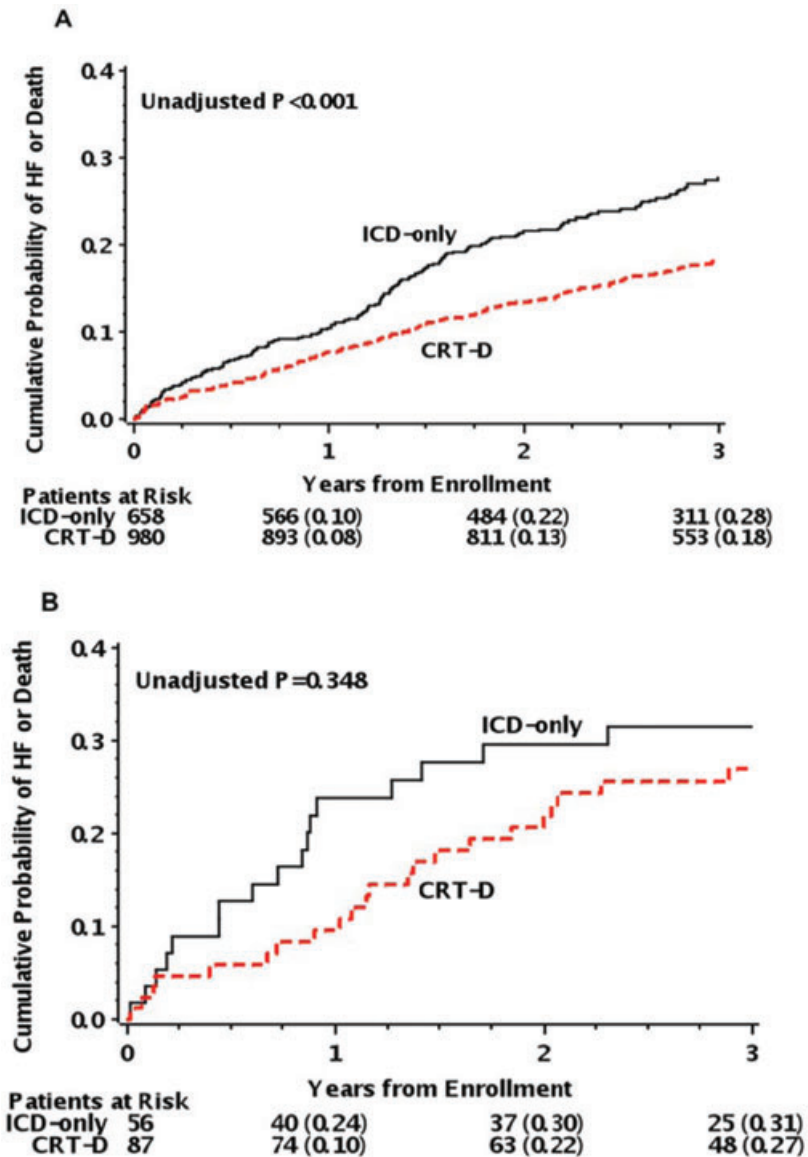 A
Cumulative Probability of HF or Death
0.4
0.3
0.2
0.1
0.0
Unadjusted P<0.001
ICD-only
CRT-D
0 1 2 3
Years from Enrollment
Patients at Risk
ICD-only 658 566 (0.10) 484 (0.22) 311 (0.28)
CRT-D 980 893 (0.08) 811 (0.13) 553 (0.18)
B
Cumulative Probability of HF or Death
0.4
0.3
0.2
0.1
0.0
Unadjusted P=0.348
ICD-only
CRT-D
0 1 2 3
Years from Enrollment
Patients at Risk
ICD-only 56 40 (0.24) 37 (0.30) 25 (0.31)
CRT-D 87 74 (0.10) 63 (0.22) 48 (0.27)